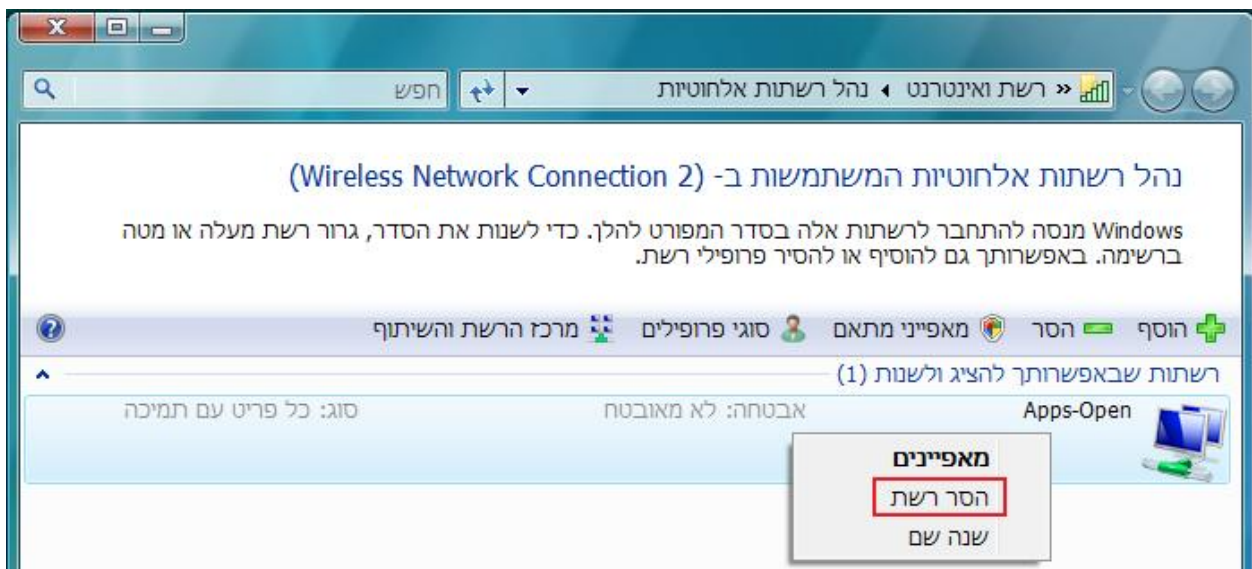 « רשת ואינטרנט
נהל רשתות אלחוטיות
חפש
נהל רשתות אלחוטיות המשתמשות ב- (Wireless Network Connection 2)
Windows מנסה להתחבר לרשתות אלה בסדר המפורט להלן. כדי לשנות את הסדר, גרור רשת מעלה או מטה
ברשימה. באפשרותך גם להוסיף או להסיר פרופילי רשת.
הוסף הסר מאפייני מתאם סוגי פרופילים מרכז הרשת והשיתוף
רשתות שבאפשרותך להציג ולשנות (1)
Apps-Open אבטחה: לא מאובטח סוג: כל פריט עם תמיכה
מאפיינים
הסר רשת
שנה שם